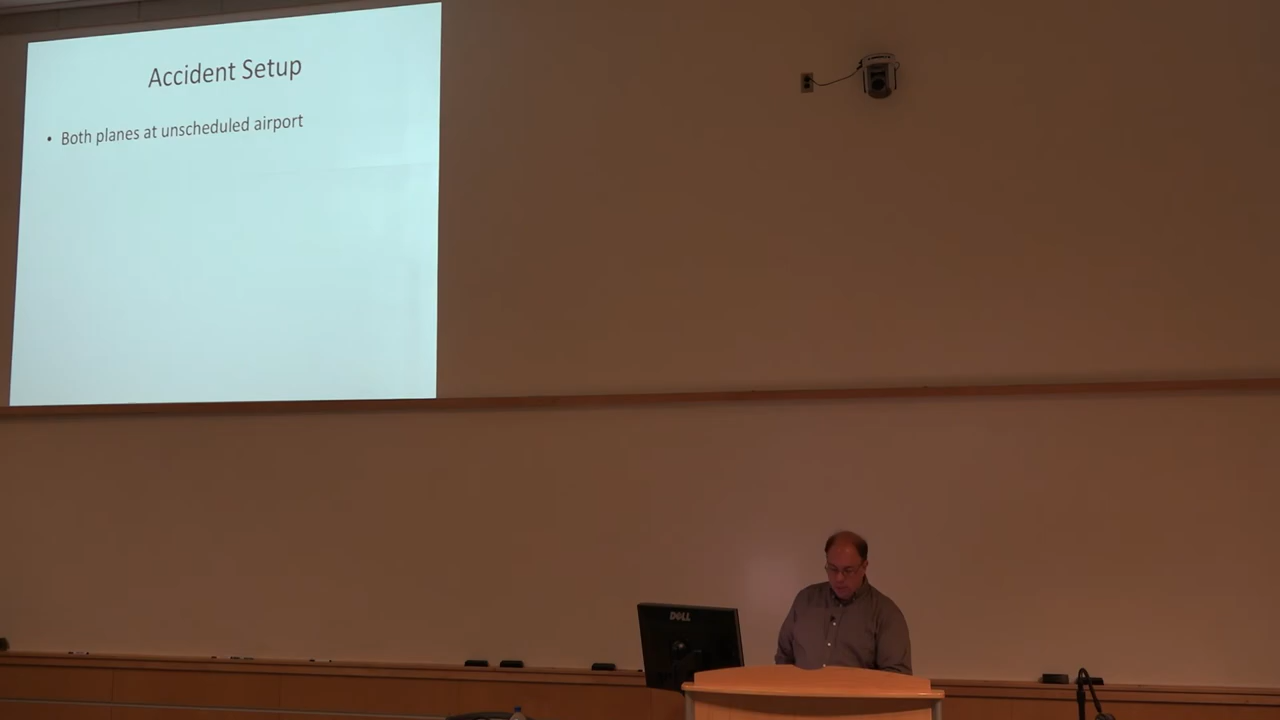 Accident Setup
• Both planes at unscheduled airport
DELL